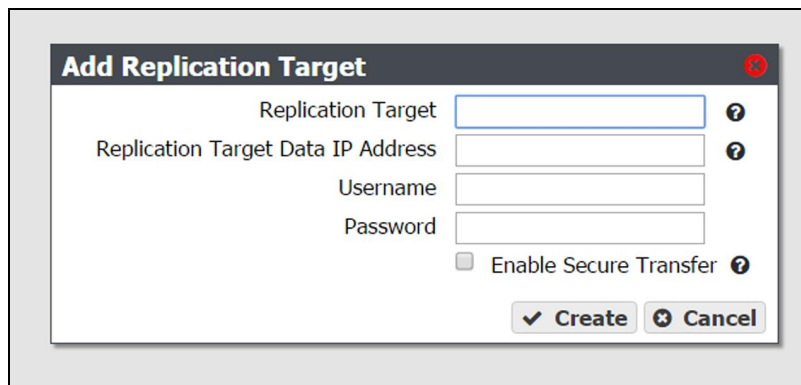 Add Replication Target
Replication Target
Replication Target Data IP Address
Username
Password
Enable Secure Transfer
Create Cancel